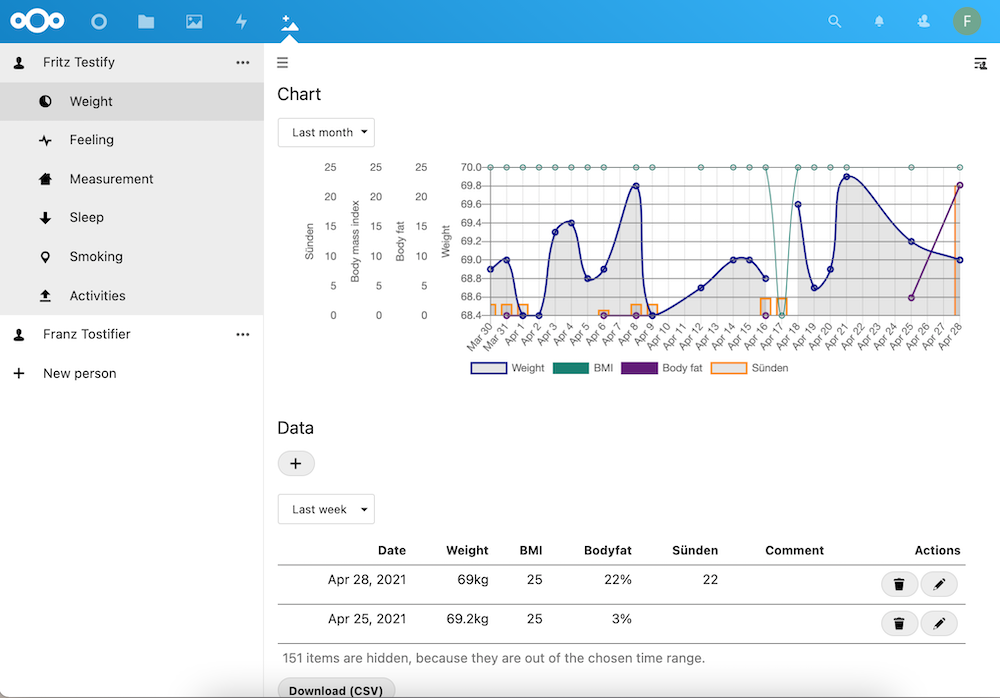 F
Fritz Testify
Weight
Feeling
Measurement
Sleep
Smoking
Activities
Franz Tostifier
New person
Chart
Last month
Sünden
25
20
15
10
5
0
Body mass index
25
20
15
10
5
0
Body fat
25
20
15
10
5
0
Weight
70.0
69.8
69.6
69.4
69.2
69.0
68.8
68.6
68.4
Mar 30
Mar 31
Apr 1
Apr 2
Apr 3
Apr 4
Apr 5
Apr 6
Apr 7
Apr 8
Apr 9
Apr 10
Apr 11
Apr 12
Apr 13
Apr 14
Apr 15
Apr 16
Apr 17
Apr 18
Apr 19
Apr 20
Apr 21
Apr 22
Apr 23
Apr 24
Apr 25
Apr 26
Apr 27
Apr 28
Weight BMI Body fat Sünden
Data
Last week
Date Weight BMI Bodyfat Sünden Comment Actions
Apr 28, 2021 69kg 25 22% 22
Apr 25, 2021 69.2kg 25 3%
151 items are hidden, because they are out of the chosen time range.
Download (CSV)